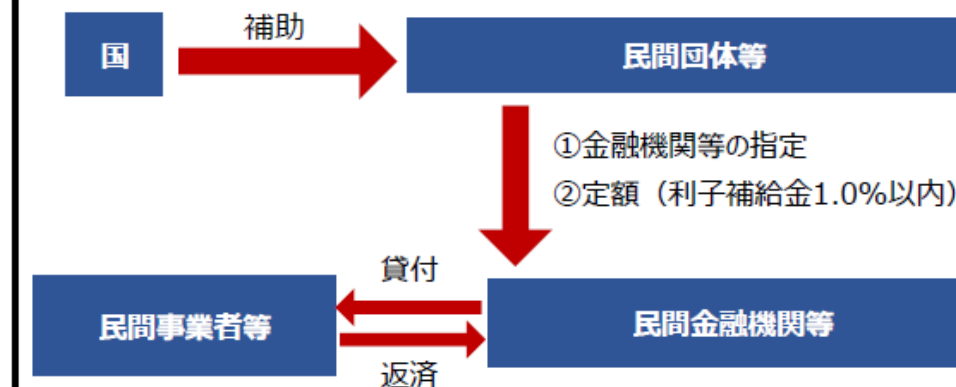 補助
国
民間団体等
①金融機関等の指定
②定額（利子補給金1.0%以内）
貸付
民間事業者等
民間金融機関等
返済